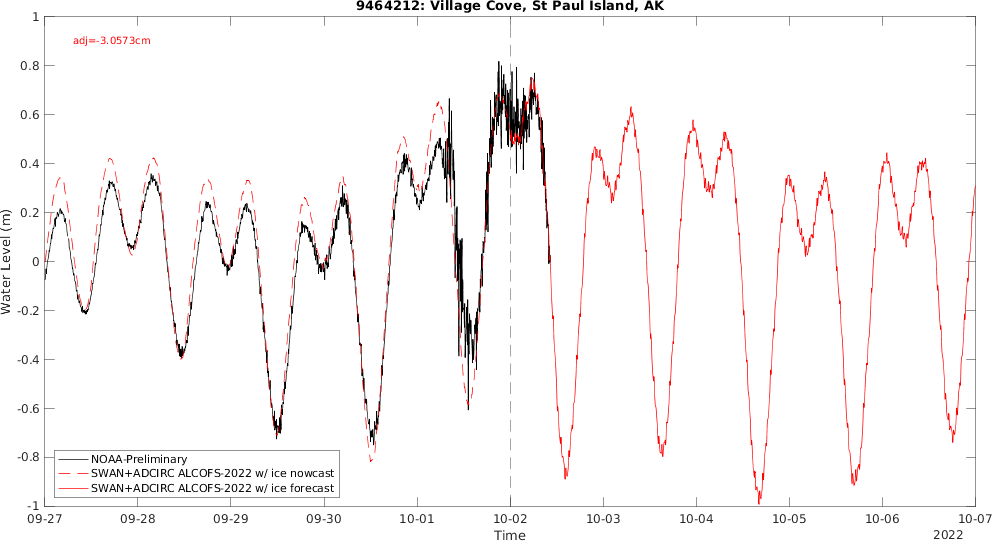 9464212: Village Cove, St Paul Island, AK
adj=-3.0573cm
1
0.8
0.6
0.4
0.2
0
-0.2
-0.4
-0.6
-0.8
-1
Water Level (m)
NOAA-Preliminary
SWAN+ADCIRC ALCOFS-2022 w/ ice nowcast
SWAN+ADCIRC ALCOFS-2022 w/ ice forecast
09-27 09-28 09-29 09-30 10-01 10-02 10-03 10-04 10-05 10-06 10-07
Time
2022